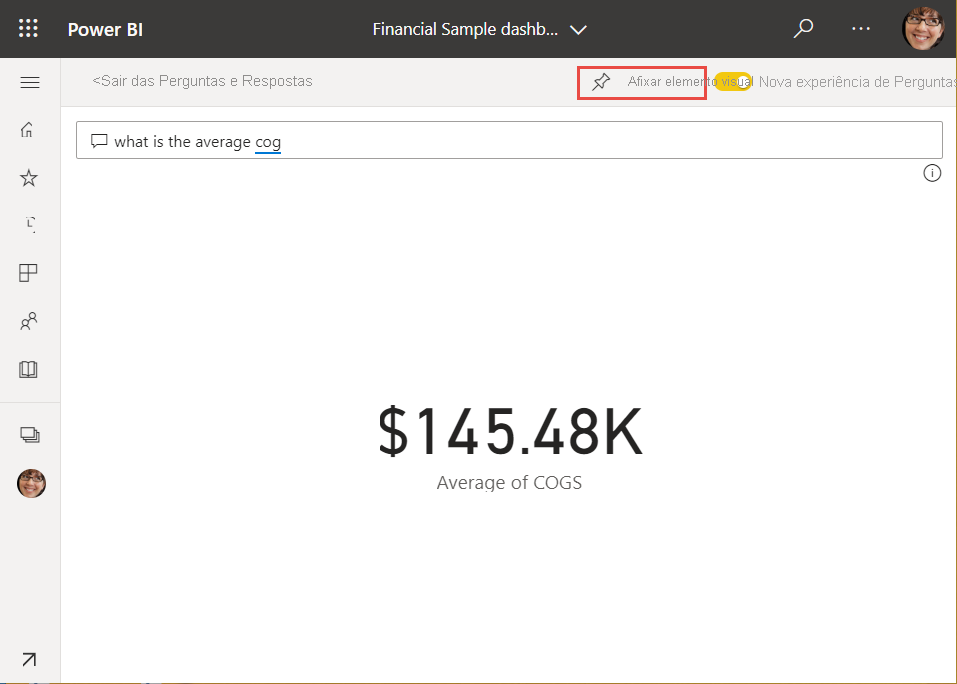 Power BI
Financial Sample dashb...
<Sair das Perguntas e Respostas
Afixar elemento visual
Nova experiência de Perguntas
what is the average cog
$145.48K
Average of COGS